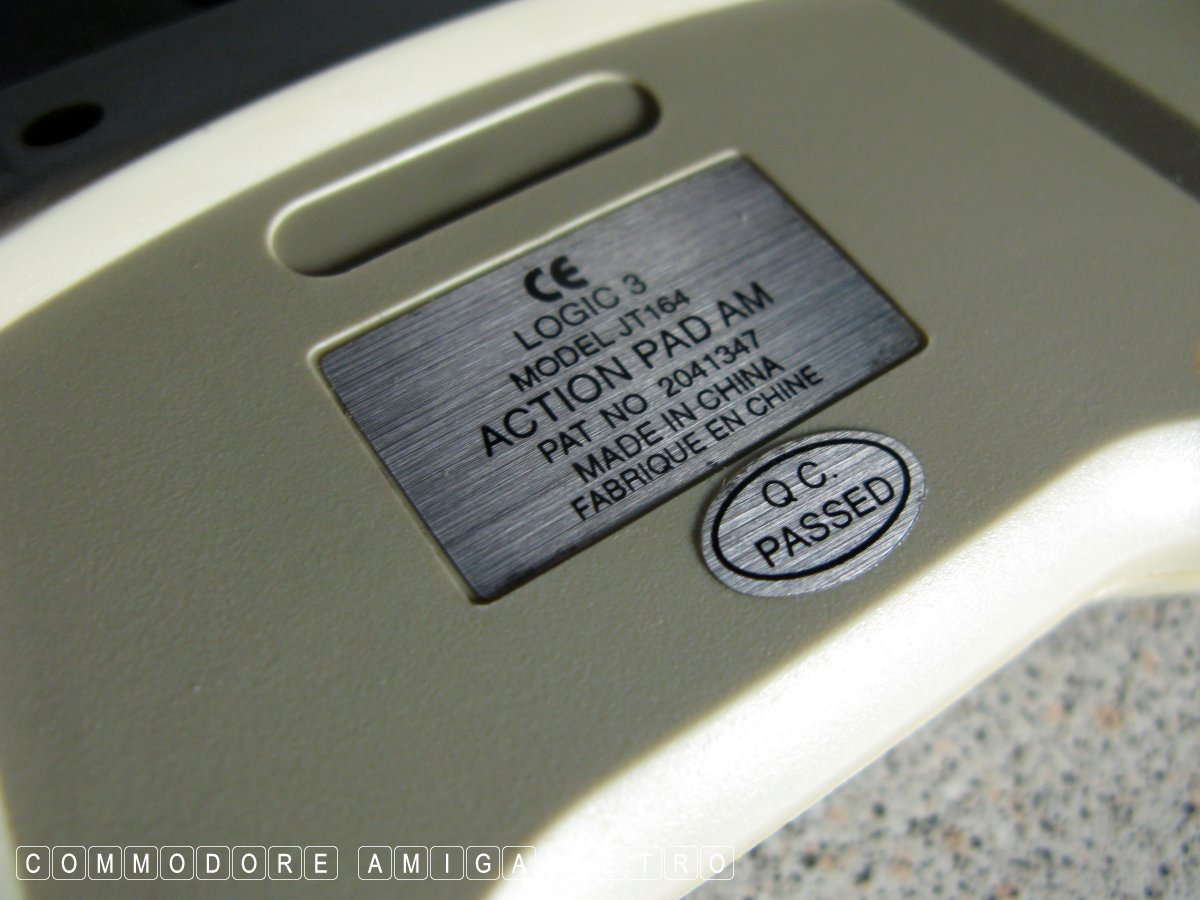 CE
LOGIC 3
MODEL JT164
ACTION PAD AM
PAT NO 2041347
MADE IN CHINA
FABRIQUE EN CHINE
Q C.
PASSED
COMMODORE AMIGA RETRO